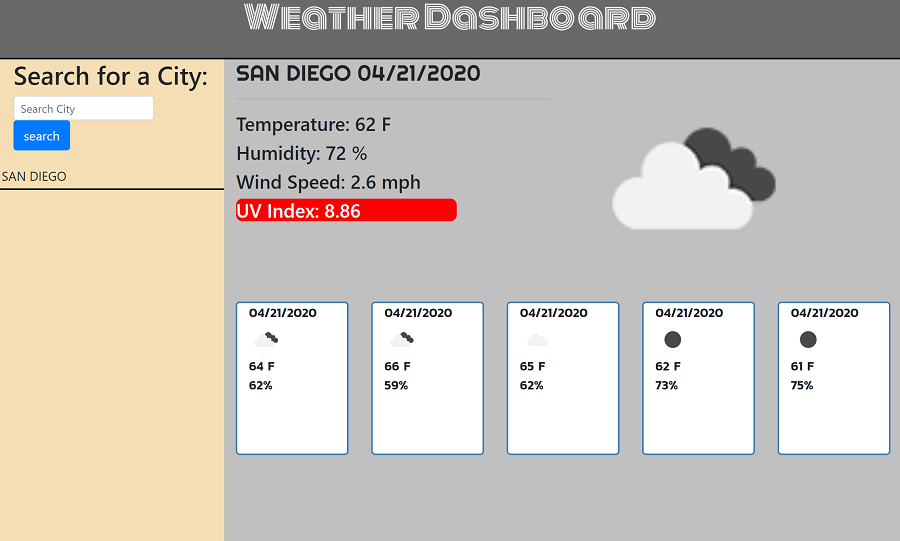 Weather Dashboard
Search for a City:
Search City
search
SAN DIEGO
SAN DIEGO 04/21/2020
Temperature: 62 F
Humidity: 72 %
Wind Speed: 2.6 mph
UV Index: 8.86
04/21/2020
64 F
62%
04/21/2020
66 F
59%
04/21/2020
65 F
62%
04/21/2020
62 F
73%
04/21/2020
61 F
75%